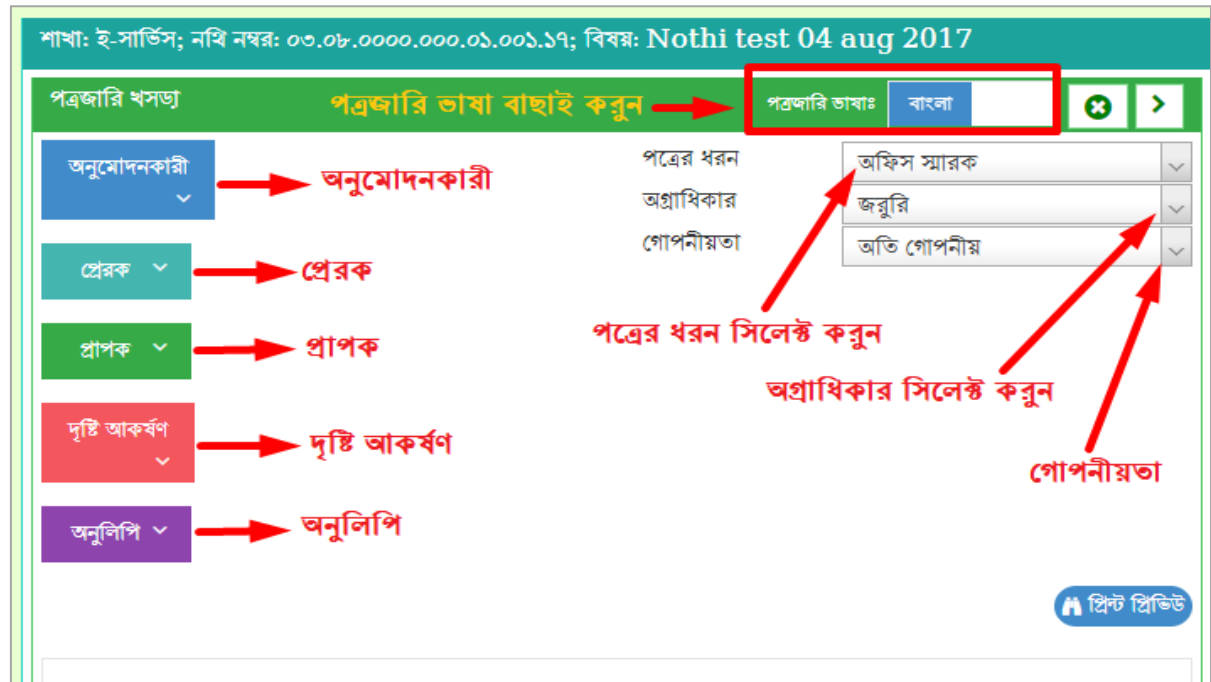 শাখা: ই-সার্ভিস; নথি নম্বর: ০৩.০৮.০০০০.০০০.০১.০০১.১৭; বিষয়: Nothi test 04 aug 2017
পত্রজারি খসড়া পত্রজারি ভাষা বাছাই করুন পত্রজারি ভাষাঃ বাংলা
অনুমোদনকারী অনুমোদনকারী
পত্রের ধরন অফিস স্মারক
অগ্রাধিকার জরুরি
গোপনীয়তা অতি গোপনীয়
প্রেরক প্রেরক
পত্রের ধরন সিলেক্ট করুন
প্রাপক প্রাপক
অগ্রাধিকার সিলেক্ট করুন
দৃষ্টি আকর্ষণ দৃষ্টি আকর্ষণ
গোপনীয়তা
অনুলিপি অনুলিপি
প্রিন্ট প্রিভিউ